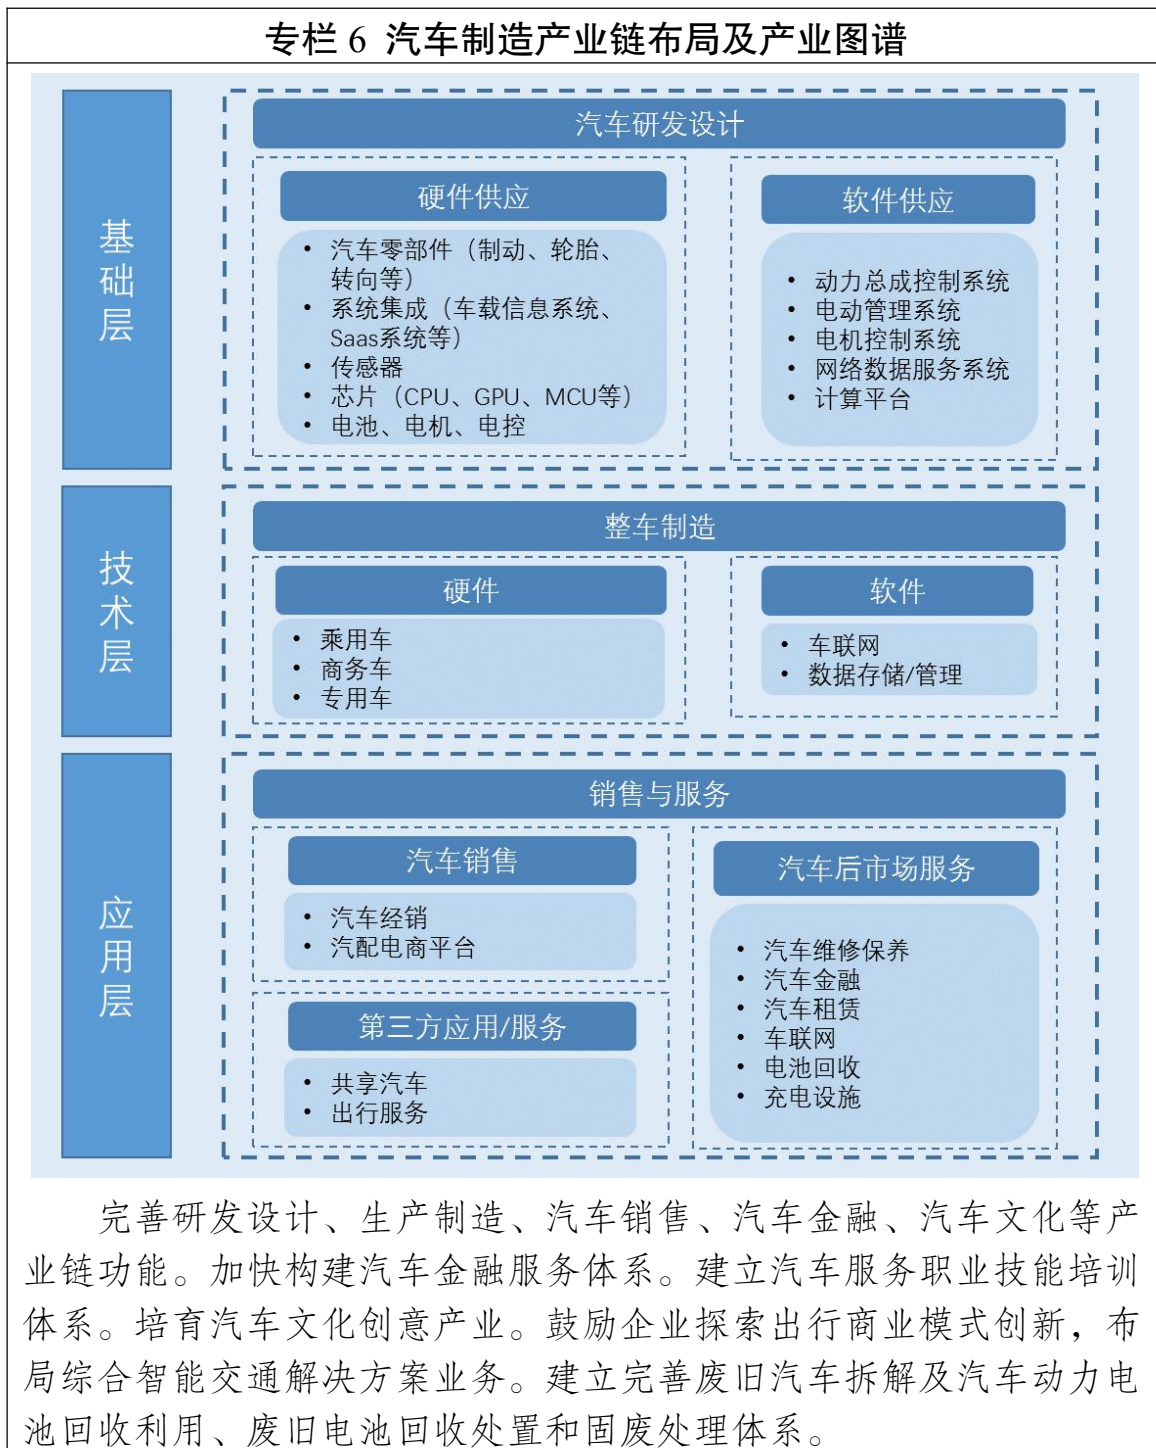 专栏 6 汽车制造产业链布局及产业图谱
基础层
汽车研发设计
硬件供应
• 汽车零部件（制动、轮胎、
转向等）
• 系统集成（车载信息系统、
Saas系统等）
• 传感器
• 芯片（CPU、GPU、MCU等）
• 电池、电机、电控
软件供应
• 动力总成控制系统
• 电动管理系统
• 电机控制系统
• 网络数据服务系统
• 计算平台
技术层
整车制造
硬件
• 乘用车
• 商务车
• 专用车
软件
• 车联网
• 数据存储/管理
应用层
销售与服务
汽车销售
• 汽车经销
• 汽配电商平台
第三方应用/服务
• 共享汽车
• 出行服务
汽车后市场服务
• 汽车维修保养
• 汽车金融
• 汽车租赁
• 车联网
• 电池回收
• 充电设施
完善研发设计、生产制造、汽车销售、汽车金融、汽车文化等产
业链功能。加快构建汽车金融服务体系。建立汽车服务职业技能培训
体系。培育汽车文化创意产业。鼓励企业探索出行商业模式创新，布
局综合智能交通解决方案业务。建立完善废旧汽车拆解及汽车动力电
池回收利用、废旧电池回收处置和固废处理体系。